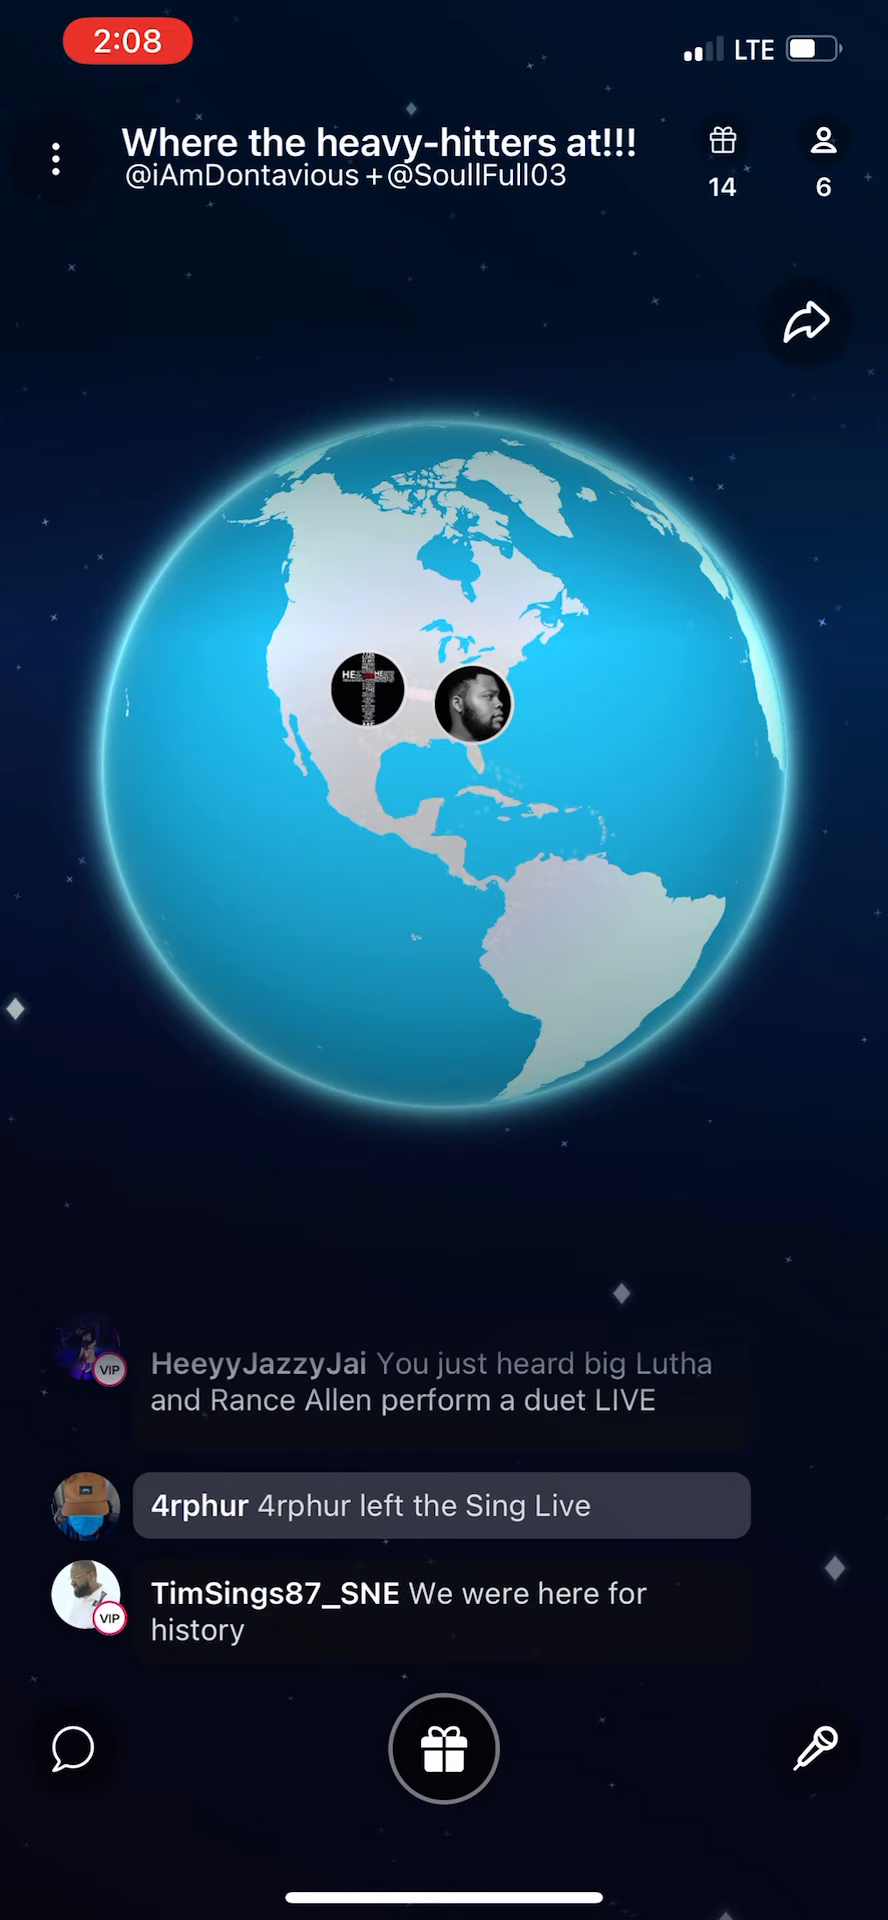 2:08
LTE
Where the heavy-hitters at!!!
@iAmDontavious + @SoullFull03
14
6
HE
ME
VIP
HeeyyJazzyJai You just heard big Lutha
and Rance Allen perform a duet LIVE
4rphur 4rphur left the Sing Live
TimSings87_SNE We were here for
history
VIP